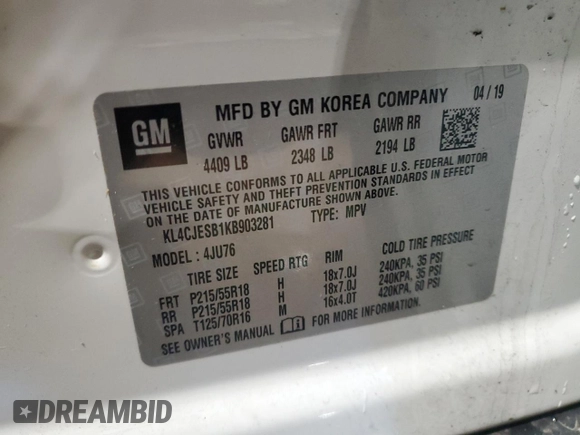 GM
MFD BY GM KOREA COMPANY 04 / 19
GVWR GAWR FRT GAWR RR
4409 LB 2348 LB 2194 LB
THIS VEHICLE CONFORMS TO ALL APPLICABLE U.S. FEDERAL MOTOR
VEHICLE SAFETY AND THEFT PREVENTION STANDARDS IN EFFECT
ON THE DATE OF MANUFACTURE SHOWN ABOVE.
KL4CJESB1KB903281 TYPE: MPV
MODEL : 4JU76
TIRE SIZE SPEED RTG RIM COLD TIRE PRESSURE
FRT P215/55R18 H 18x7.0J 240KPA, 35 PSI
RR P215/55R18 H 18x7.0J 240KPA, 35 PSI
SPA T125/70R16 M 16x4.0T 420KPA, 60 PSI
SEE OWNER'S MANUAL FOR MORE INFORMATION.
DREAMBID